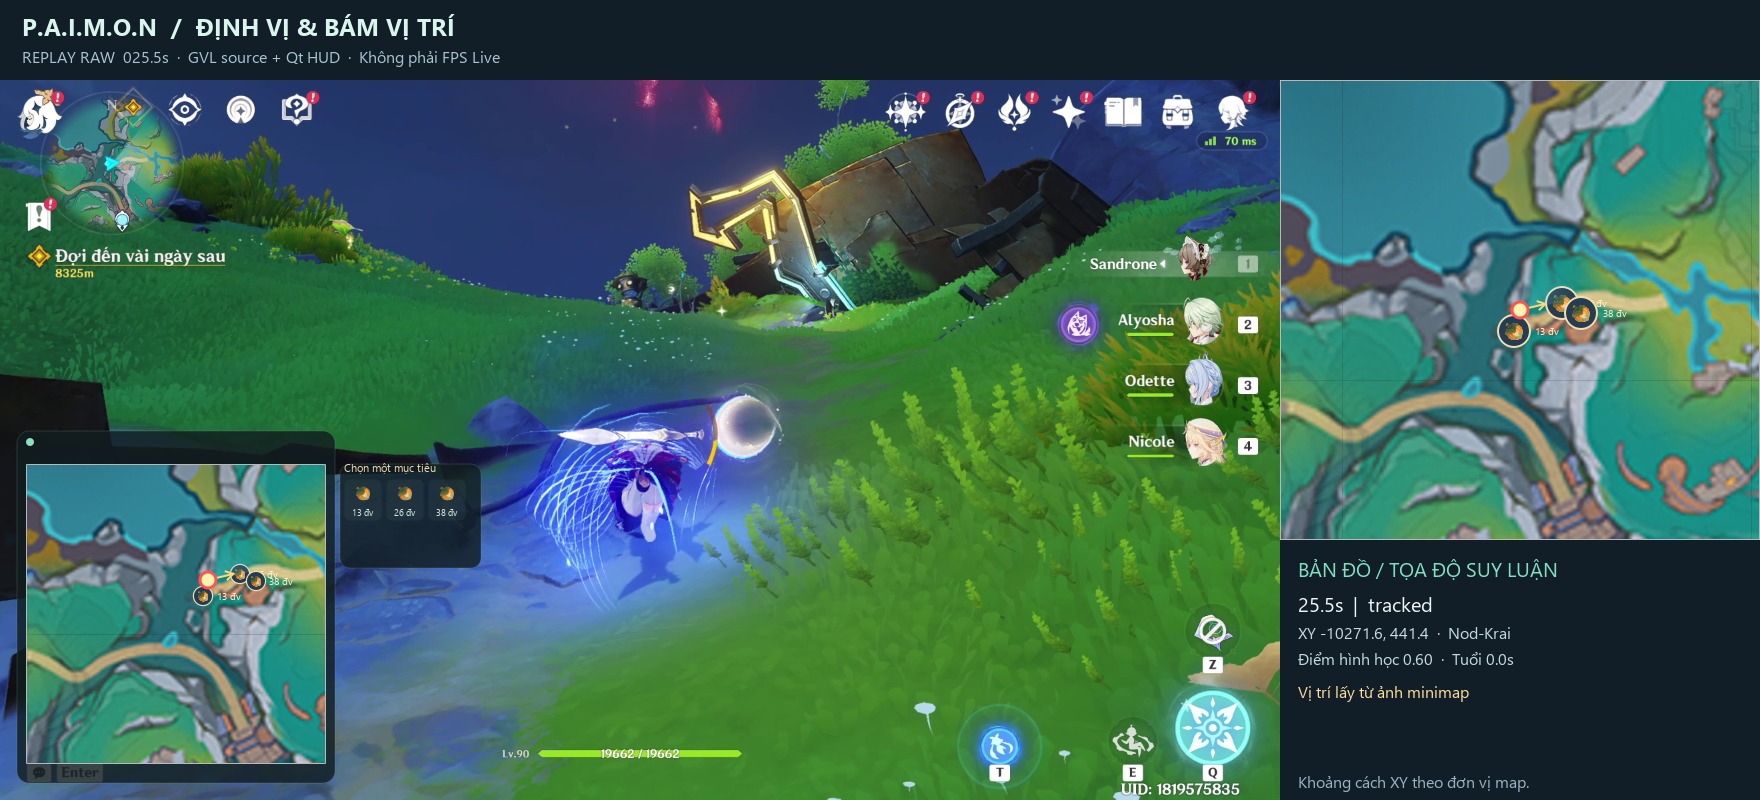 P.A.I.M.O.N / ĐỊNH VỊ & BÁM VỊ TRÍ
REPLAY RAW 025.5s · GVL source + Qt HUD · Không phải FPS Live
N
70 ms
Đợi đến vài ngày sau
8325m
Sandrone
1
Alyosha
2
Odette
3
Nicole
4
Chọn một mục tiêu
13 đv
26 đv
38 đv
đv
38 đv
13 đv
Enter
Lv.90
19662 / 19662
Z
T
E
Q
UID: 1819575835
đv
38 đv
13 đv
BẢN ĐỒ / TỌA ĐỘ SUY LUẬN
25.5s | tracked
XY -10271.6, 441.4 · Nod-Krai
Điểm hình học 0.60 · Tuổi 0.0s
Vị trí lấy từ ảnh minimap
Khoảng cách XY theo đơn vị map.